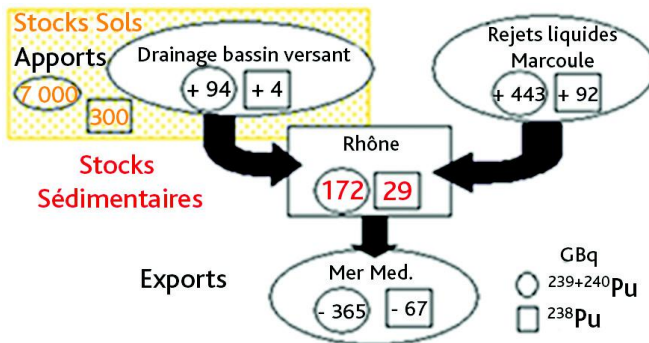 Stocks Sols
Apports
7 000
300
Drainage bassin versant
+ 94
+ 4
Rejets liquides
Marcoule
+ 443
+ 92
Stocks
Sédimentaires
Rhône
172
29
Exports
Mer Med.
- 365
- 67
GBq
239+240Pu
238Pu